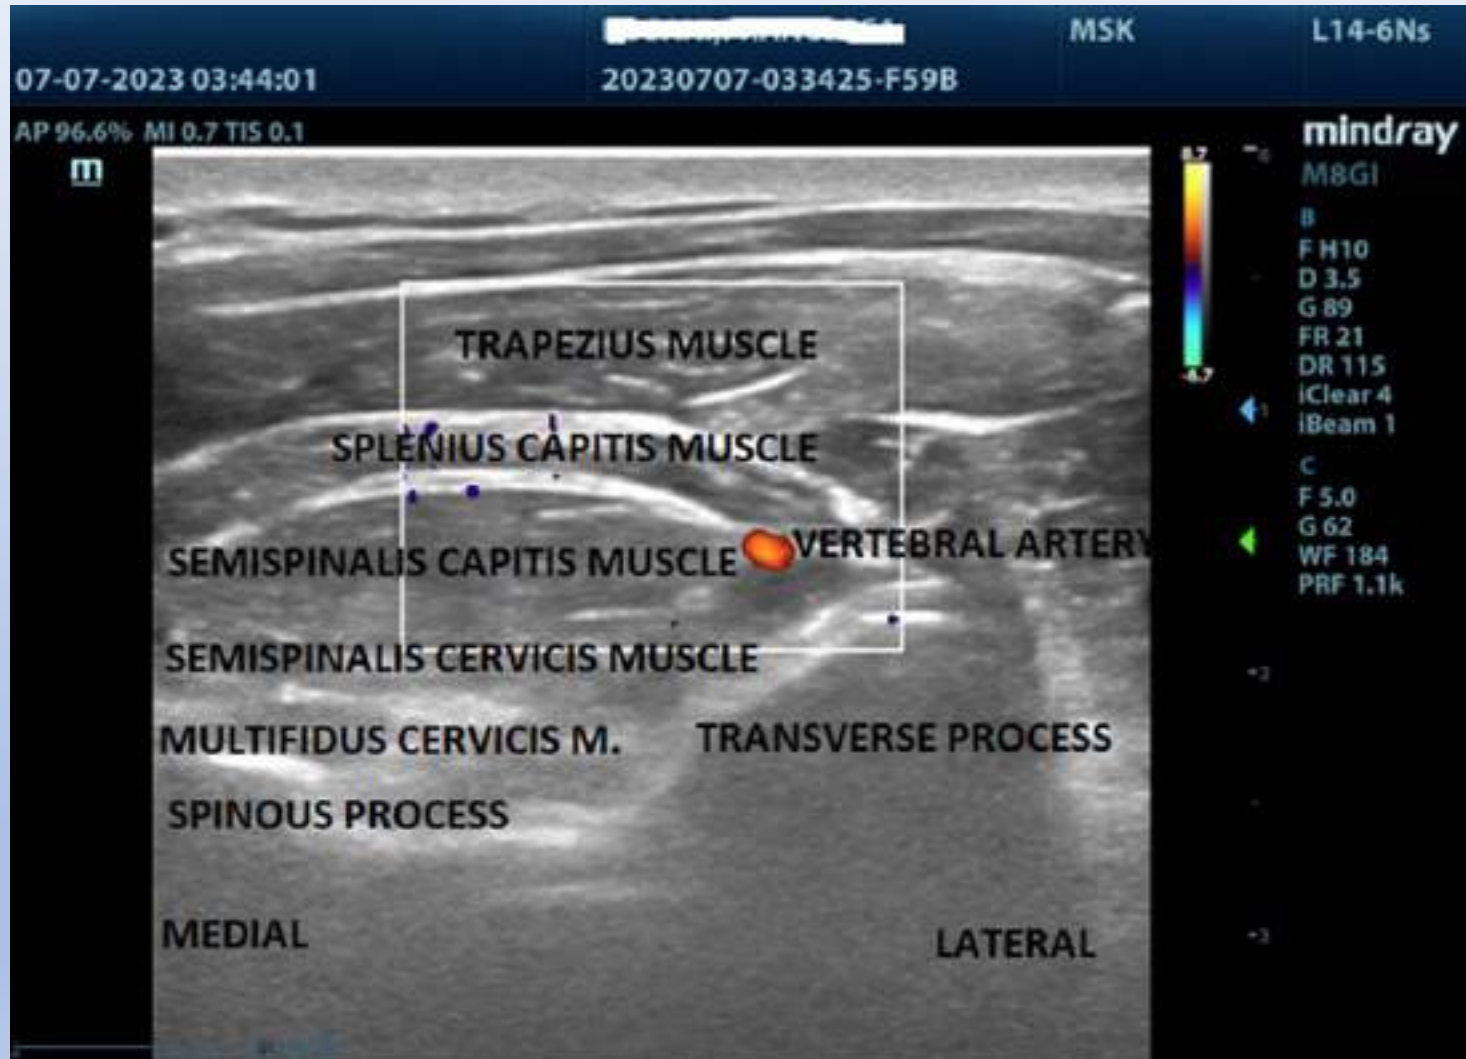 MSK L14-6Ns
07-07-2023 03:44:01 20230707-033425-F59B
AP 96.6% MI 0.7 TIS 0.1
mindray
m
M8GI
B
F H10
D 3.5
G 89
FR 21
DR 115
iClear 4
iBeam 1
C
F 5.0
G 62
WF 184
PRF 1.1k
TRAPEZIUS MUSCLE
SPLENIUS CAPITIS MUSCLE
VERTEBRAL ARTERY
SEMISPINALIS CAPITIS MUSCLE
SEMISPINALIS CERVICIS MUSCLE
MULTIFIDUS CERVICIS M.
TRANSVERSE PROCESS
SPINOUS PROCESS
MEDIAL
LATERAL